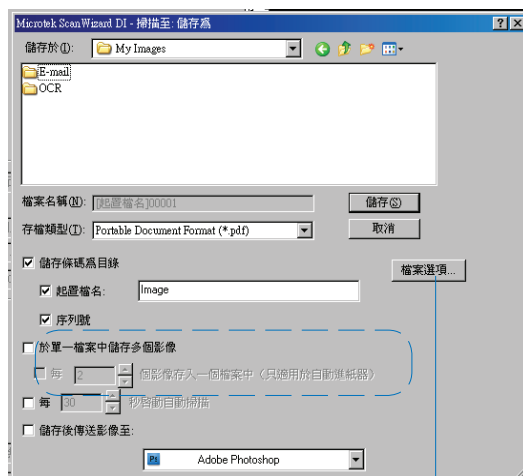 Microtek ScanWizard DI - 掃描至: 儲存為
儲存於(I): My Images
E-mail
OCR
檔案名稱(N): [起置檔名]00001 儲存(S)
存檔類型(T): Portable Document Format (*.pdf) 取消
儲存條碼為目錄 檔案選項...
起置檔名: Image
序列號
於單一檔案中儲存多個影像
每 2 個影像存入一個檔案中 (只適用於自動進紙器)
每 30 秒啓動自動掃描
儲存後傳送影像至:
Ps Adobe Photoshop